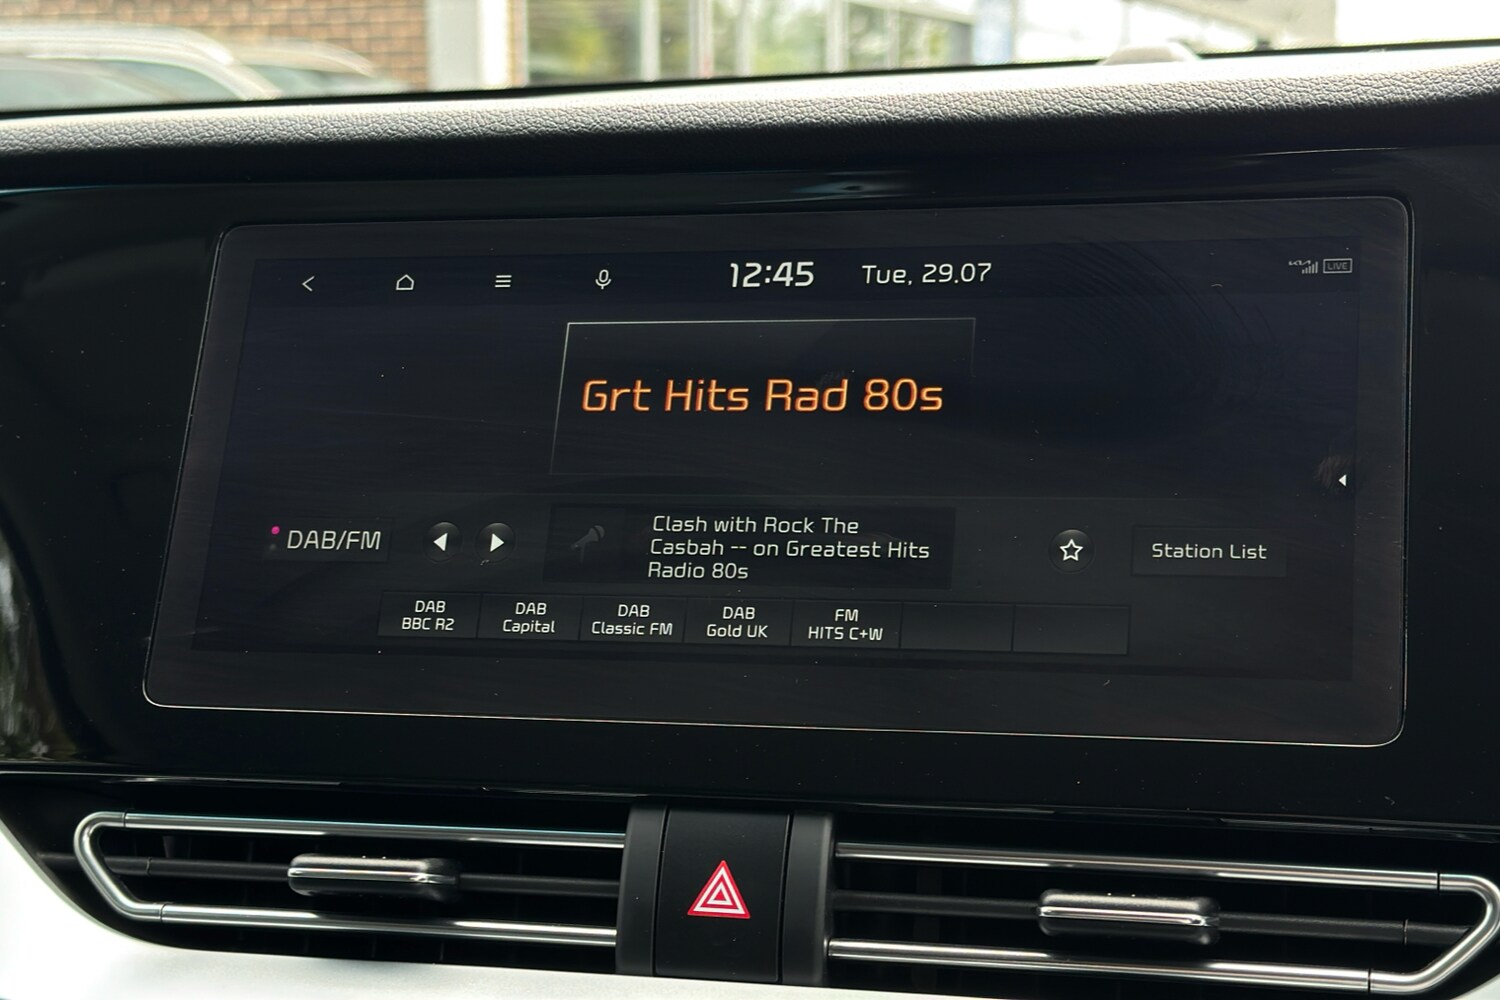 12:45 Tue, 29.07
KIA LIVE
Grt Hits Rad 80s
DAB/FM
Clash with Rock The
Casbah -- on Greatest Hits
Radio 80s
Station List
DAB
BBC R2
DAB
Capital
DAB
Classic FM
DAB
Gold UK
FM
HITS C+W